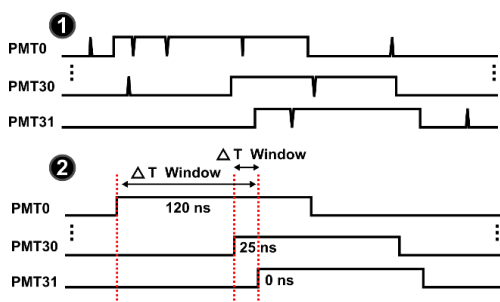 1
PMT0
⋮ ⋮
PMT30
PMT31
△ T Window
2
△ T Window
PMT0
120 ns
⋮ ⋮
PMT30
25 ns
PMT31
0 ns